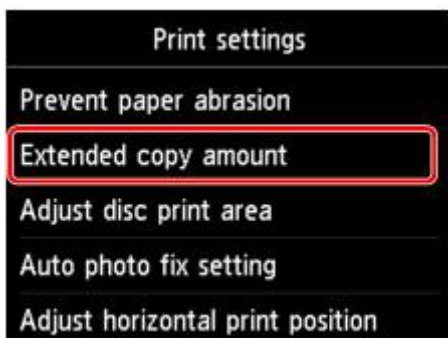 Print settings
Prevent paper abrasion
Extended copy amount
Adjust disc print area
Auto photo fix setting
Adjust horizontal print position